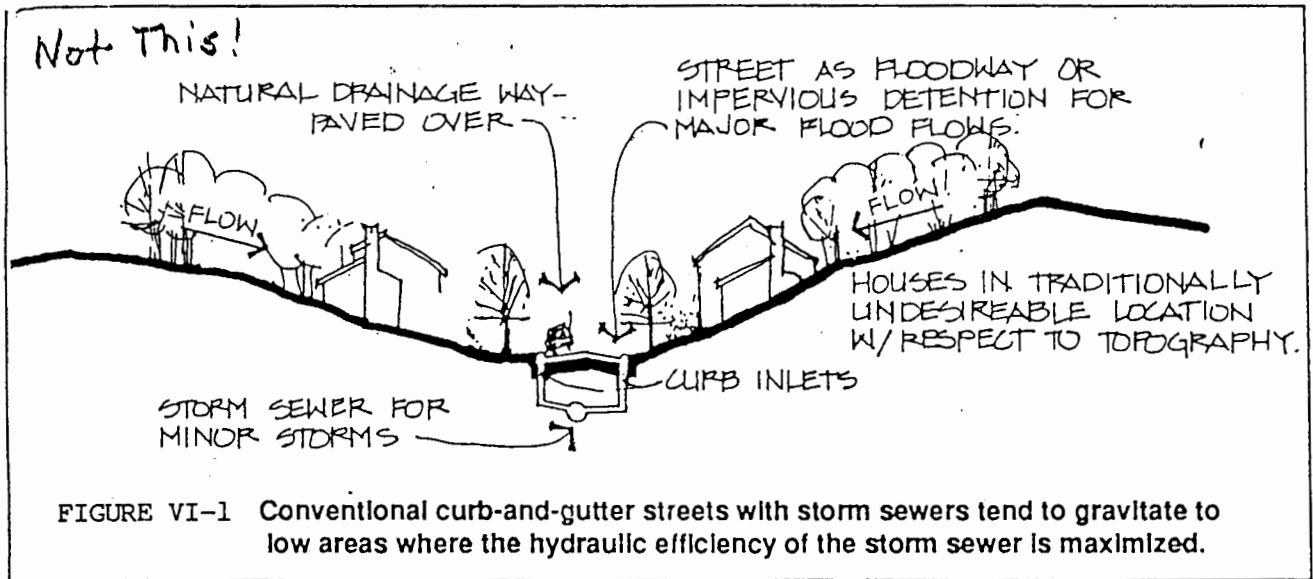 Not This!
NATURAL DRAINAGE WAY-
PAVED OVER
STREET AS FLOODWAY OR
IMPERVIOUS DETENTION FOR
MAJOR FLOOD FLOWS.
FLOW
FLOW
HOUSES IN TRADITIONALLY
UNDESIREABLE LOCATION
W/RESPECT TO TOPOGRAPHY.
CURB INLETS
STORM SEWER FOR
MINOR STORMS
FIGURE VI-1 Conventional curb-and-gutter streets with storm sewers tend to gravitate to
low areas where the hydraulic efficiency of the storm sewer is maximized.